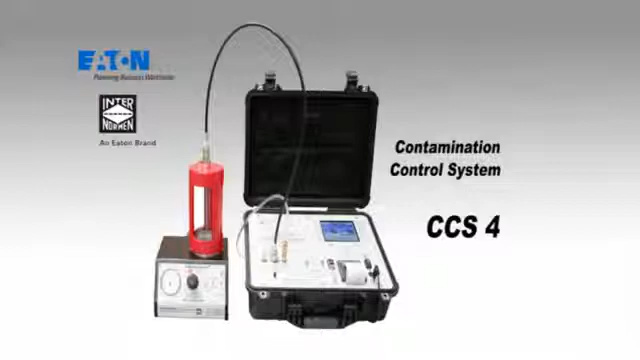 EATON
Powering Business Worldwide
INTER
NORMEN
An Eaton Brand
Contamination
Control System
CCS 4